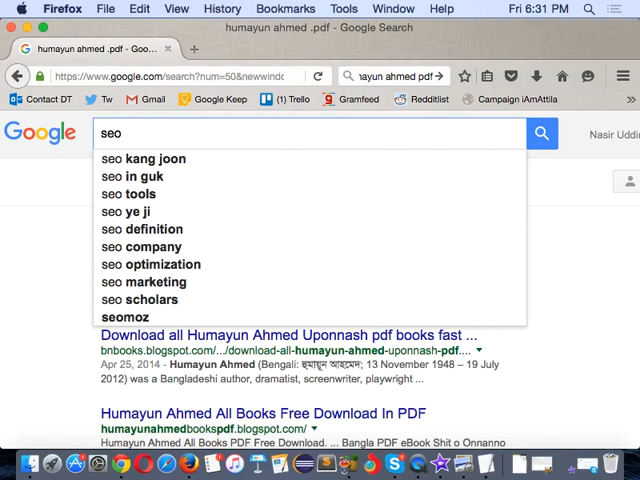 Firefox File Edit View History Bookmarks Tools Window Help Fri 6:31 PM
humayun ahmed .pdf - Google Search
humayun ahmed .pdf - Goo...
https://www.google.com/search?num=50&newwindo
ayun ahmed pdf
Contact DT Tw Gmail Google Keep (1) Trello Gramfeed Redditlist Campaign iAmAttila
Google seo Nasir Uddin
seo kang joon
seo in guk
seo tools
seo ye ji
seo definition
seo company
seo optimization
seo marketing
seo scholars
seomoz
Download all Humayun Ahmed Uponnash pdf books fast ...
bnbooks.blogspot.com/.../download-all-humayun-ahmed-uponnash-pdf....
Apr 25, 2014 - Humayun Ahmed (Bengali: হুমায়ূন আহমেদ; 13 November 1948 – 19 July
2012) was a Bangladeshi author, dramatist, screenwriter, playwright ...
Humayun Ahmed All Books Free Download In PDF
humayunahmedbookspdf.blogspot.com/
Humayun Ahmed All Books PDF Free Download. ... Bangla PDF eBook Shit o Onnanno